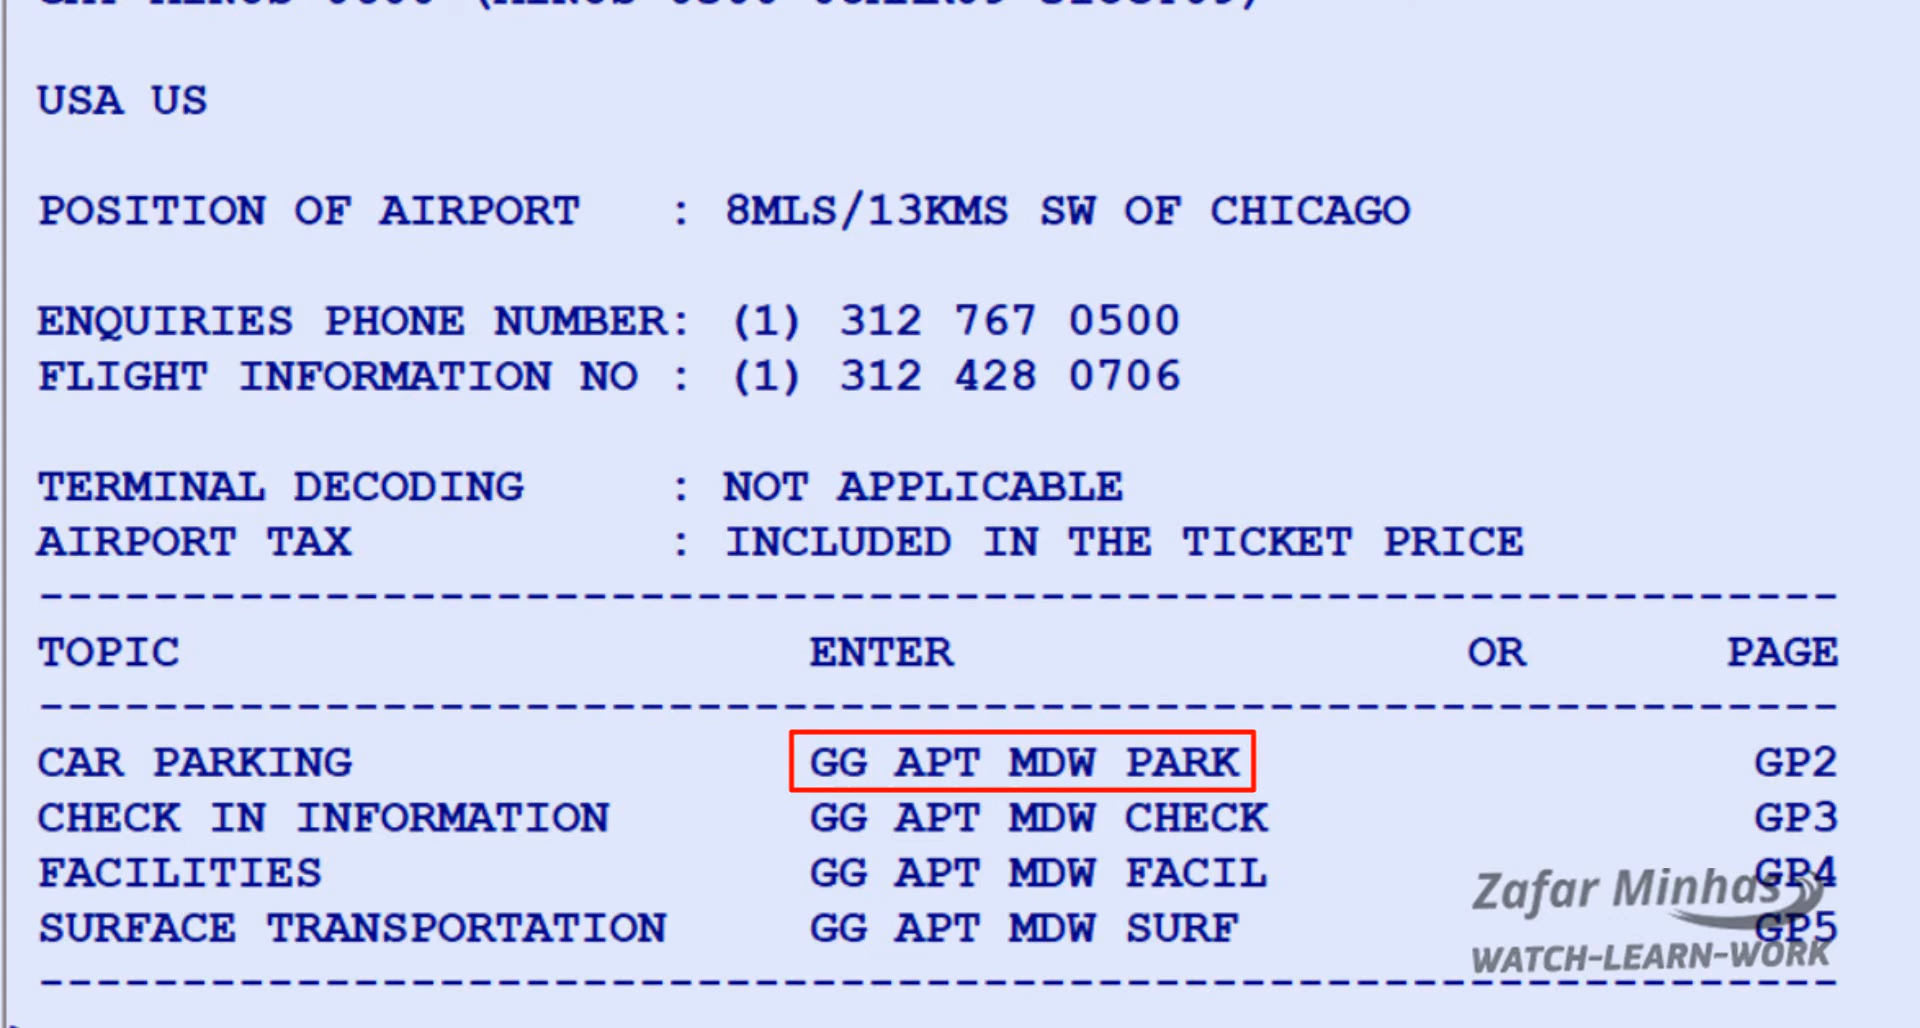 USA US
POSITION OF AIRPORT : 8MLS/13KMS SW OF CHICAGO
ENQUIRIES PHONE NUMBER: (1) 312 767 0500
FLIGHT INFORMATION NO : (1) 312 428 0706
TERMINAL DECODING : NOT APPLICABLE
AIRPORT TAX : INCLUDED IN THE TICKET PRICE
------------------------------------------------------------
TOPIC ENTER OR PAGE
------------------------------------------------------------
CAR PARKING GG APT MDW PARK GP2
CHECK IN INFORMATION GG APT MDW CHECK GP3
FACILITIES GG APT MDW FACIL GP4
SURFACE TRANSPORTATION GG APT MDW SURF GP5
------------------------------------------------------------
Zafar Minhas
WATCH-LEARN-WORK